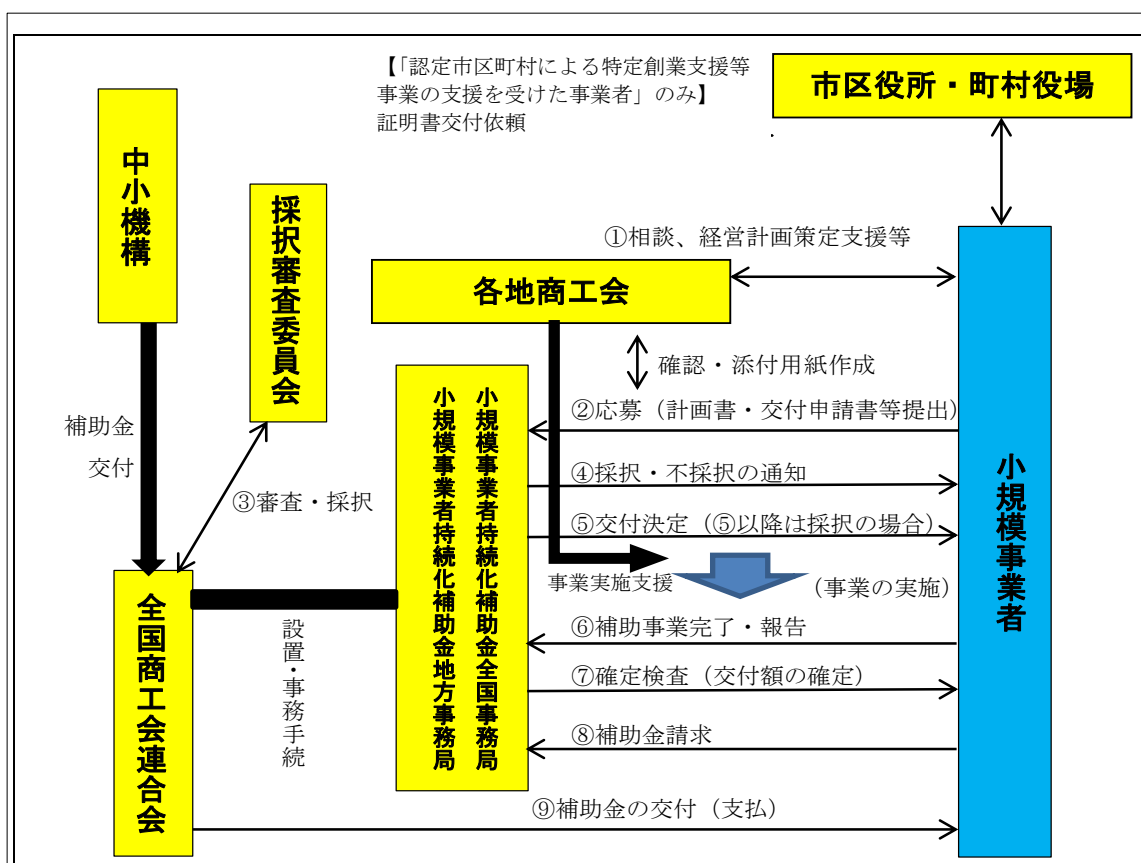 【「認定市区町村による特定創業支援等
事業の支援を受けた事業者」のみ】
証明書交付依頼
市区役所・町村役場
中小機構
採択審査委員会
①相談、経営計画策定支援等
各地商工会
確認・添付用紙作成
補助金
交付
③審査・採択
小規模事業者持続化補助金全国事務局
小規模事業者持続化補助金地方事務局
②応募（計画書・交付申請書等提出）
④採択・不採択の通知
⑤交付決定（⑤以降は採択の場合）
事業実施支援
（事業の実施）
小規模事業者
全国商工会連合会
設置・事務手続
⑥補助事業完了・報告
⑦確定検査（交付額の確定）
⑧補助金請求
⑨補助金の交付（支払）